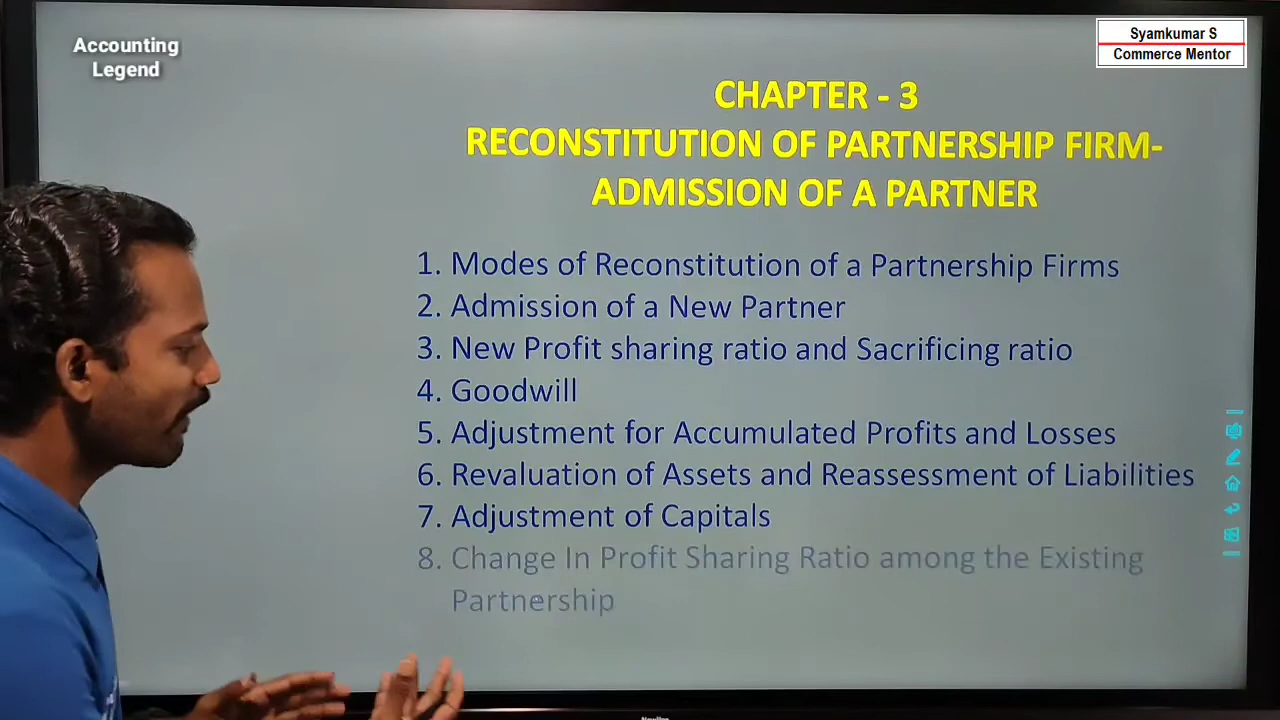 Accounting
Legend
Syamkumar S
Commerce Mentor
CHAPTER - 3
RECONSTITUTION OF PARTNERSHIP FIRM-
ADMISSION OF A PARTNER
1. Modes of Reconstitution of a Partnership Firms
2. Admission of a New Partner
3. New Profit sharing ratio and Sacrificing ratio
4. Goodwill
5. Adjustment for Accumulated Profits and Losses
6. Revaluation of Assets and Reassessment of Liabilities
7. Adjustment of Capitals
8. Change In Profit Sharing Ratio among the Existing
Partnership